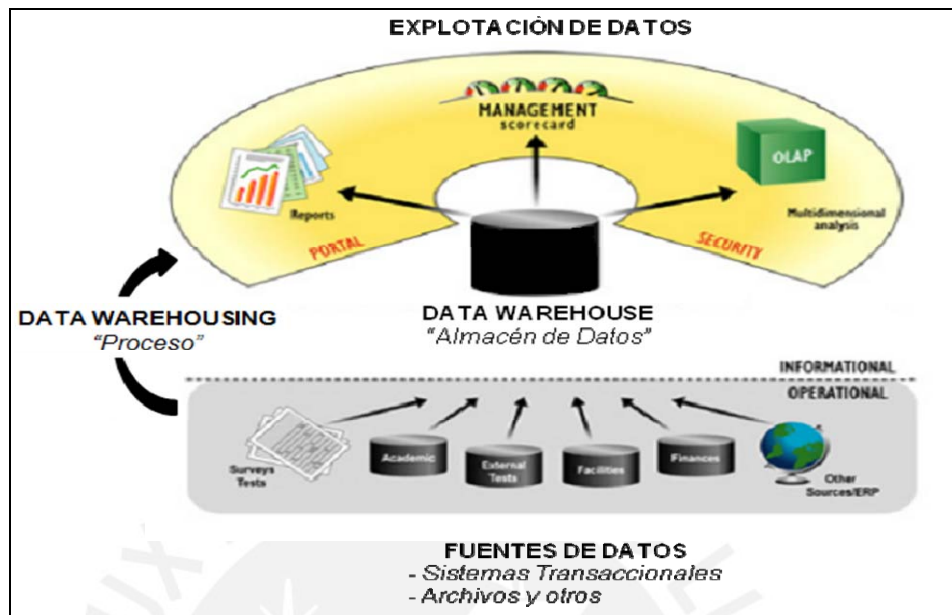 EXPLOTACIÓN DE DATOS
MANAGEMENT
scorecard
OLAP
Reports
Multidimensional
analysis
PORTAL
SECURITY
DATA WAREHOUSING
"Proceso"
DATA WAREHOUSE
"Almacén de Datos"
INFORMATIONAL
OPERATIONAL
Surveys
Tests
Academic
External
Tests
Facilities
Finances
Other
Sources/ERP
FUENTES DE DATOS
- Sistemas Transaccionales
- Archivos y otros